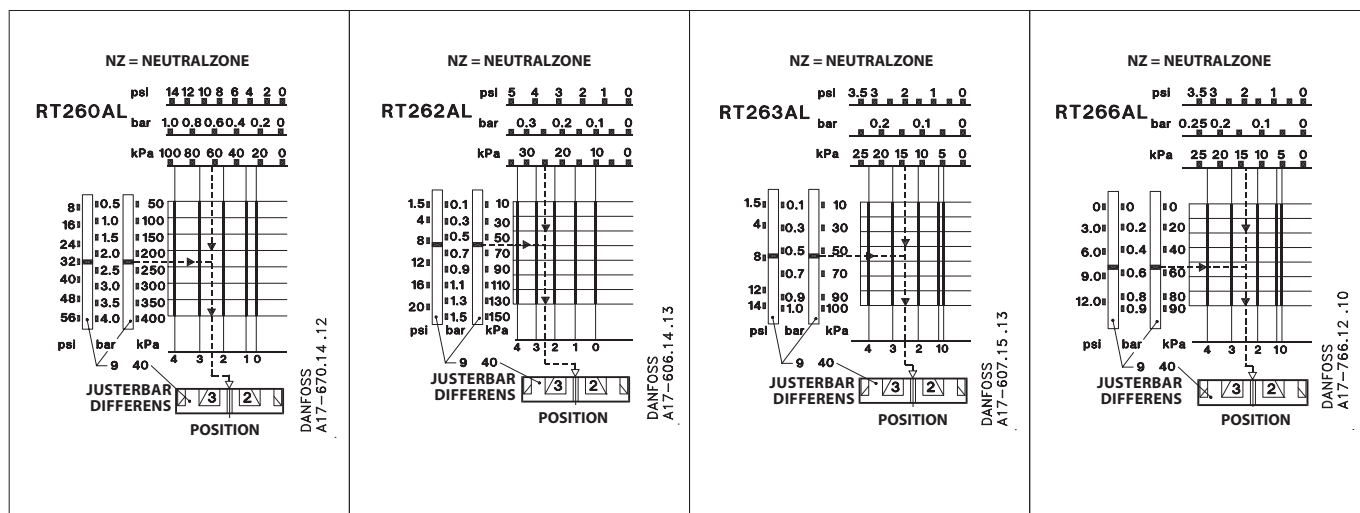 NZ = NEUTRALZONE
RT260AL
psi 14 12 10 8 6 4 2 0
bar 1.0 0.8 0.6 0.4 0.2 0
kPa 100 80 60 40 20 0
8 0.5 50
16 1.0 100
24 1.5 150
32 2.0 200
40 2.5 250
48 3.0 300
56 3.5 350
4.0 400
psi bar kPa
4 3 2 1 0
9 40
JUSTERBAR
DIFFERENS
3 2
POSITION
DANFOSS
A17-670.14.12
NZ = NEUTRALZONE
RT262AL
psi 5 4 3 2 1 0
bar 0.3 0.2 0.1 0
kPa 30 20 10 0
1.5 0.1 10
4 0.3 30
8 0.5 50
0.7 70
12 0.9 90
16 1.1 110
20 1.3 130
1.5 150
psi bar kPa
4 3 2 1 0
9 40
JUSTERBAR
DIFFERENS
3 2
POSITION
DANFOSS
A17-606.14.13
NZ = NEUTRALZONE
RT263AL
psi 3.5 3 2 1 0
bar 0.2 0.1 0
kPa 25 20 15 10 5 0
1.5 0.1 10
4 0.3 30
8 0.5 50
0.7 70
12 0.9 90
14 1.0 100
psi bar kPa
4 3 2 1 0
9 40
JUSTERBAR
DIFFERENS
3 2
POSITION
DANFOSS
A17-607.15.13
NZ = NEUTRALZONE
RT266AL
psi 3.5 3 2 1 0
bar 0.25 0.2 0.1 0
kPa 25 20 15 10 5 0
0 0 0
3.0 0.2 20
6.0 0.4 40
9.0 0.6 60
12.0 0.8 80
0.9 90
psi bar kPa
4 3 2 1 0
9 40
JUSTERBAR
DIFFERENS
3 2
POSITION
DANFOSS
A17-766.12.10